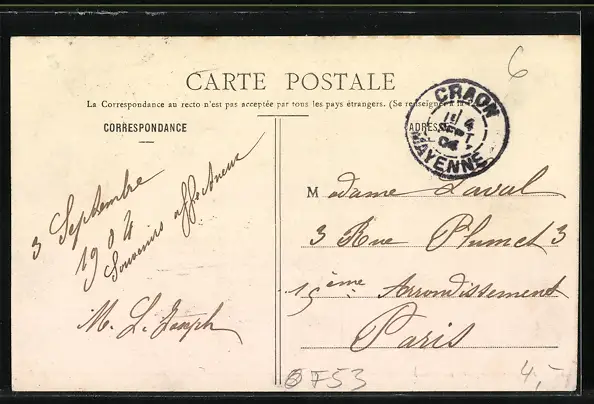 CARTE POSTALE
La Correspondance au recto n'est pas acceptée par tous les pays étrangers. (Se renseigner à la
CORRESPONDANCE
ADRESSE
CRAON
4
SEPT
04
MAYENNE
6
3 Septembre
1904
Souvenirs affectueux
M. L. Joseph
Madame Laval
3 Rue Plumet 3
15ème Arrondissement
Paris
F53
4,-